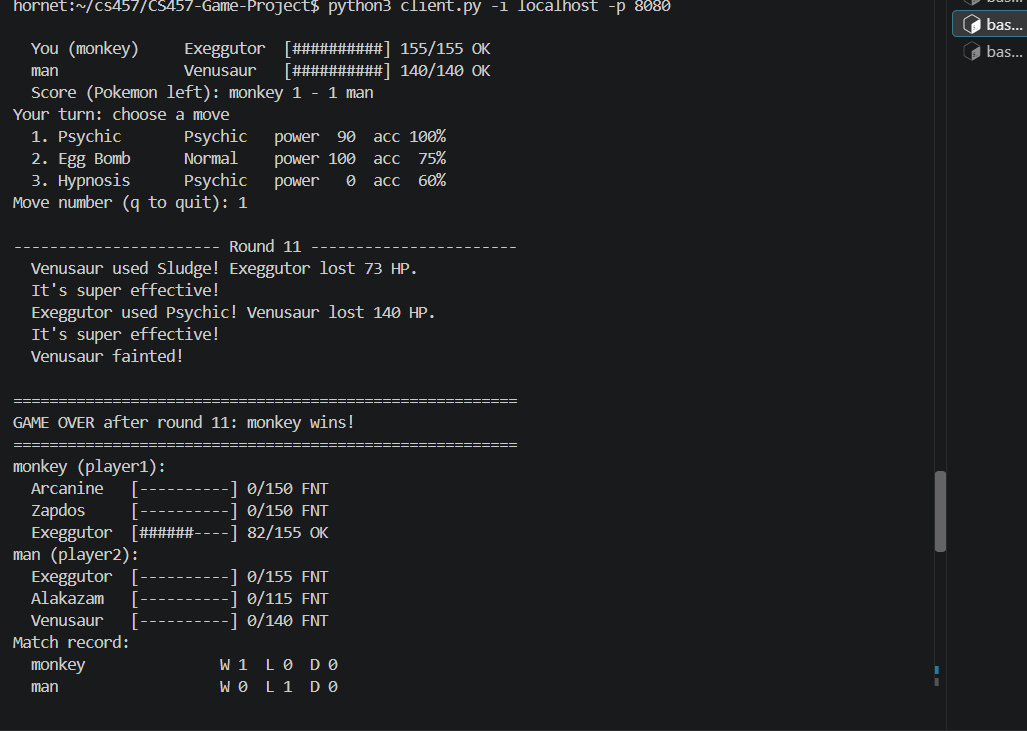 hornet:~/cs457/CS457-Game-Project$ python3 client.py -i localhost -p 8080
You (monkey)     Exeggutor  [##########] 155/155 OK
man              Venusaur   [##########] 140/140 OK
Score (Pokemon left): monkey 1 - 1 man
Your turn: choose a move
1. Psychic       Psychic   power  90  acc 100%
2. Egg Bomb      Normal    power 100  acc  75%
3. Hypnosis      Psychic   power   0  acc  60%
Move number (q to quit): 1
----------------------- Round 11 -----------------------
Venusaur used Sludge! Exeggutor lost 73 HP.
It's super effective!
Exeggutor used Psychic! Venusaur lost 140 HP.
It's super effective!
Venusaur fainted!
========================================================
GAME OVER after round 11: monkey wins!
========================================================
monkey (player1):
Arcanine   [----------] 0/150 FNT
Zapdos     [----------] 0/150 FNT
Exeggutor  [######----] 82/155 OK
man (player2):
Exeggutor  [----------] 0/155 FNT
Alakazam   [----------] 0/115 FNT
Venusaur   [----------] 0/140 FNT
Match record:
monkey               W 1  L 0  D 0
man                  W 0  L 1  D 0
bas...
bas...